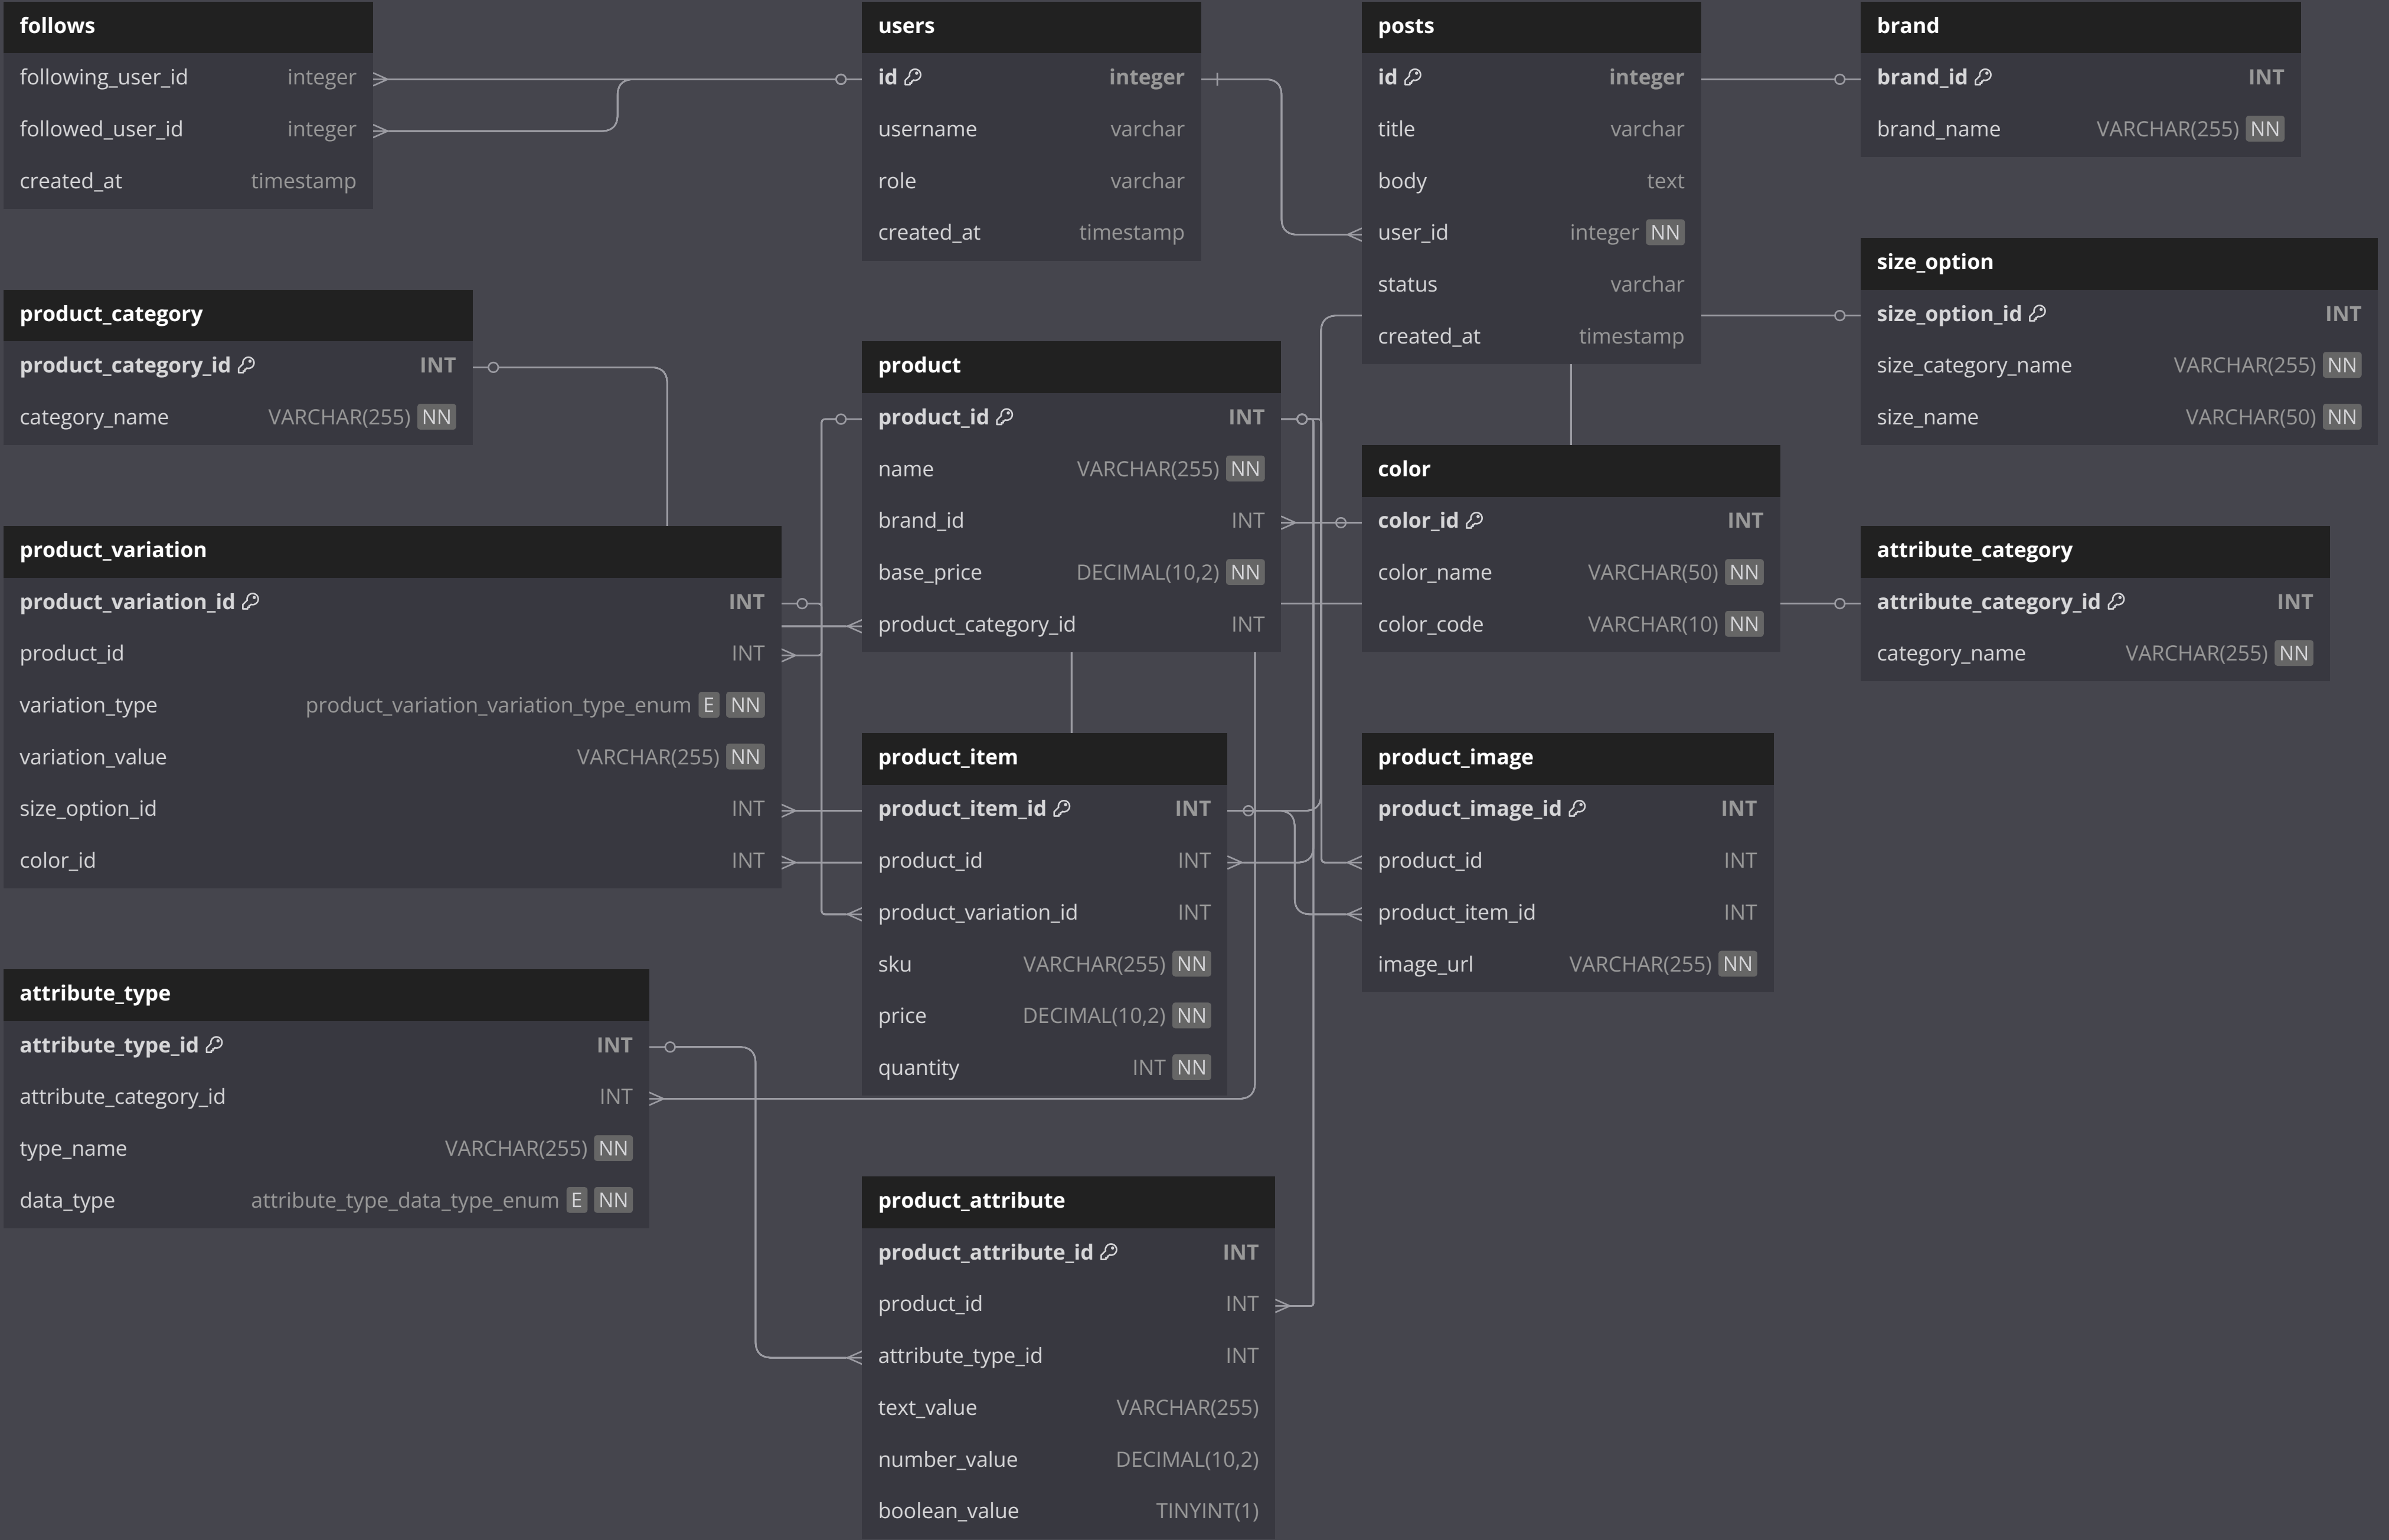 follows
following_user_id integer
followed_user_id integer
created_at timestamp
users
id integer
username varchar
role varchar
created_at timestamp
posts
id integer
title varchar
body text
user_id integer NN
status varchar
created_at timestamp
brand
brand_id INT
brand_name VARCHAR(255) NN
size_option
size_option_id INT
size_category_name VARCHAR(255) NN
size_name VARCHAR(50) NN
product_category
product_category_id INT
category_name VARCHAR(255) NN
product
product_id INT
name VARCHAR(255) NN
brand_id INT
base_price DECIMAL(10,2) NN
product_category_id INT
color
color_id INT
color_name VARCHAR(50) NN
color_code VARCHAR(10) NN
attribute_category
attribute_category_id INT
category_name VARCHAR(255) NN
product_variation
product_variation_id INT
product_id INT
variation_type product_variation_variation_type_enum E NN
variation_value VARCHAR(255) NN
size_option_id INT
color_id INT
product_item
product_item_id INT
product_id INT
product_variation_id INT
sku VARCHAR(255) NN
price DECIMAL(10,2) NN
quantity INT NN
product_image
product_image_id INT
product_id INT
product_item_id INT
image_url VARCHAR(255) NN
attribute_type
attribute_type_id INT
attribute_category_id INT
type_name VARCHAR(255) NN
data_type attribute_type_data_type_enum E NN
product_attribute
product_attribute_id INT
product_id INT
attribute_type_id INT
text_value VARCHAR(255)
number_value DECIMAL(10,2)
boolean_value TINYINT(1)